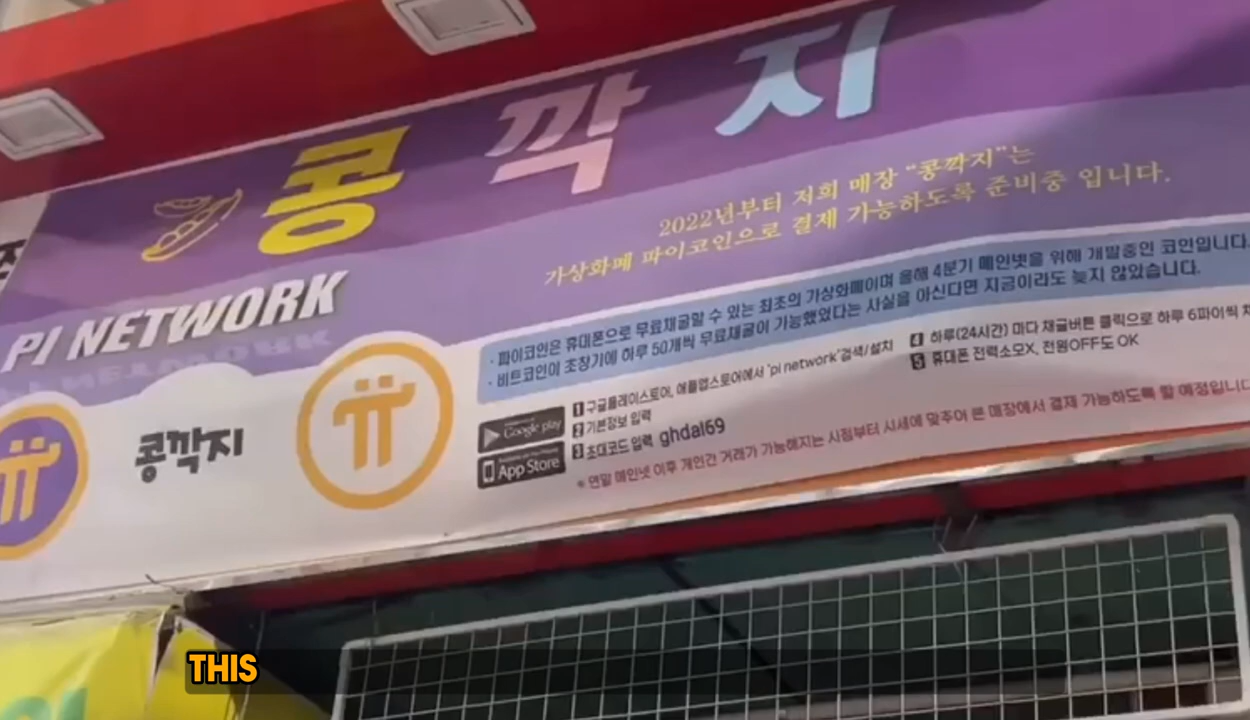 콩깍지
PI NETWORK
2022년부터 저희 매장 "콩깍지"는
가상화폐 파이코인으로 결제 가능하도록 준비중 입니다.
· 파이코인은 휴대폰으로 무료채굴할 수 있는 최초의 가상화폐이며 올해 4분기 메인넷을 위해 개발중인 코인입니다.
· 비트코인이 초창기에 하루 50개씩 무료채굴이 가능했었다는 사실을 아신다면 지금이라도 늦지 않았습니다.
콩깍지
Google play
App Store
1 구글플레이스토어, 애플앱스토어에서 'pi network'검색/설치
2 기본정보 입력
3 초대코드 입력 ghdal69
4 하루(24시간) 마다 채굴버튼 클릭으로 하루 6파이씩
5 휴대폰 전력소모X, 전원OFF도 OK
* 연말 메인넷 이후 개인간 거래가 가능해지는 시점부터 시세에 맞추어 본 매장에서 결제 가능하도록 할 예정입니다
THIS